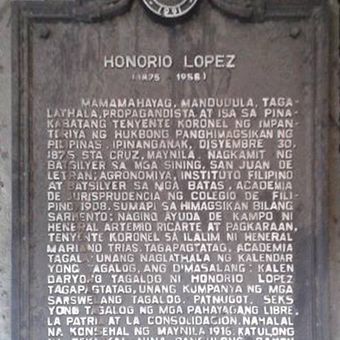 1951
HONORIO LOPEZ
(1875 1958)
MAMAMAHAYAG, MANDUDULA, TAGA-
LATHALA, PROPAGANDISTA AT ISA SA PINA-
KABATANG TENYENTE KORONEL NG IMPAN-
TERIYA NG HUKBONG PANGHIMAGSIKAN NG
PILIPINAS. IPINANGANAK, DISYEMBRE 30,
1875 STA CRUZ, MAYNILA. NAGKAMIT NG
BATSILYER SA MGA SINING, SAN JUAN DE
LETRAN; AGRONOMIYA, INSTITUTO FILIPINO
AT BATSILYER SA MGA BATAS, ACADEMIA
DE JURISPRUDENCIA NG COLEGIO DE FILI-
PINO 1908. SUMAPI SA HIMAGSIKAN BILANG
SARHENTO; NAGING AYUDA DE KAMPO NI
HENERAL ARTEMIO RICARTE AT PAGKARAAN,
TENYENTE KORONEL SA ILALIM NI HENERAL
MARIANO TRIAS. TAGAPAGTATAG, ACADEMIA
TAGALA. UNANG NAGLATHALA NG KALENDAR
YONG TAGALOG, ANG DIMASALANG: KALEN
DARYONG TAGALOG NI HONORIO LOPEZ
TAGAPAGTATAG, UNANG KUMPANYA NG MGA
SARSWELANG TAGALOG. PATNUGOT, SEKS
YONG TAGALOG NG MGA PAHAYAGANG LIBRE,
LA PATRIA AT LA CONSOLIDACION. NAHALAL
NA KONSEHAL NG MAYNILA 1916. KATULONG